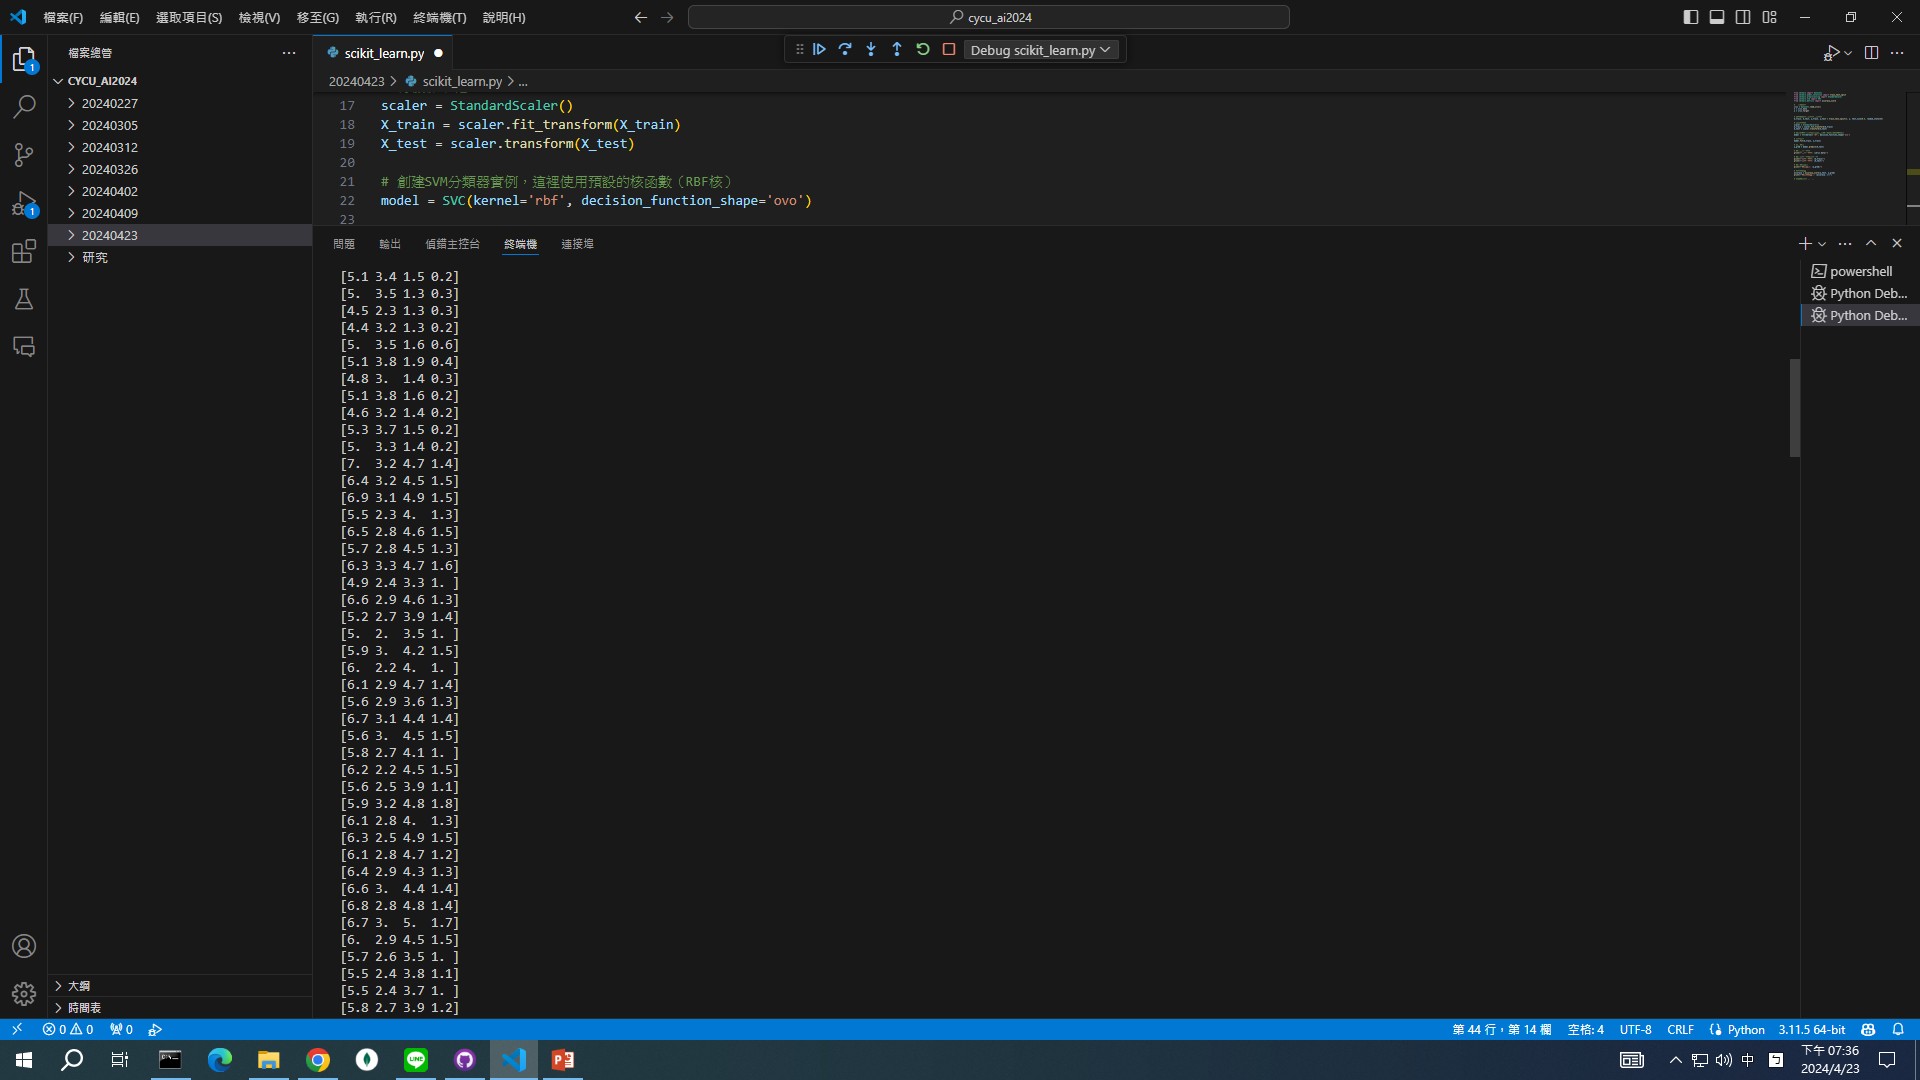 檔案(F) 編輯(E) 選取項目(S) 檢視(V) 移至(G) 執行(R) 終端機(T) 說明(H)
cycu_ai2024
檔案總管
CYCU_AI2024
20240227
20240305
20240312
20240326
20240402
20240409
20240423
研究
大綱
時間表
1
1
scikit_learn.py
Debug scikit_learn.py
20240423 > scikit_learn.py > ...
17 scaler = StandardScaler()
18 X_train = scaler.fit_transform(X_train)
19 X_test = scaler.transform(X_test)
20
21 # 創建SVM分類器實例，這裡使用預設的核函數（RBF核）
22 model = SVC(kernel='rbf', decision_function_shape='ovo')
23
問題 輸出 偵錯主控台 終端機 連接埠
[5.1 3.4 1.5 0.2]
[5.  3.5 1.3 0.3]
[4.5 2.3 1.3 0.3]
[4.4 3.2 1.3 0.2]
[5.  3.5 1.6 0.6]
[5.1 3.8 1.9 0.4]
[4.8 3.  1.4 0.3]
[5.1 3.8 1.6 0.2]
[4.6 3.2 1.4 0.2]
[5.3 3.7 1.5 0.2]
[5.  3.3 1.4 0.2]
[7.  3.2 4.7 1.4]
[6.4 3.2 4.5 1.5]
[6.9 3.1 4.9 1.5]
[5.5 2.3 4.  1.3]
[6.5 2.8 4.6 1.5]
[5.7 2.8 4.5 1.3]
[6.3 3.3 4.7 1.6]
[4.9 2.4 3.3 1. ]
[6.6 2.9 4.6 1.3]
[5.2 2.7 3.9 1.4]
[5.  2.  3.5 1. ]
[5.9 3.  4.2 1.5]
[6.  2.2 4.  1. ]
[6.1 2.9 4.7 1.4]
[5.6 2.9 3.6 1.3]
[6.7 3.1 4.4 1.4]
[5.6 3.  4.5 1.5]
[5.8 2.7 4.1 1. ]
[6.2 2.2 4.5 1.5]
[5.6 2.5 3.9 1.1]
[5.9 3.2 4.8 1.8]
[6.1 2.8 4.  1.3]
[6.3 2.5 4.9 1.5]
[6.1 2.8 4.7 1.2]
[6.4 2.9 4.3 1.3]
[6.6 3.  4.4 1.4]
[6.8 2.8 4.8 1.4]
[6.7 3.  5.  1.7]
[6.  2.9 4.5 1.5]
[5.7 2.6 3.5 1. ]
[5.5 2.4 3.8 1.1]
[5.5 2.4 3.7 1. ]
[5.8 2.7 3.9 1.2]
powershell
Python Deb...
Python Deb...
0 0 0
第 44 行，第 14 欄 空格: 4 UTF-8 CRLF Python 3.11.5 64-bit
中
下午 07:36
2024/4/23